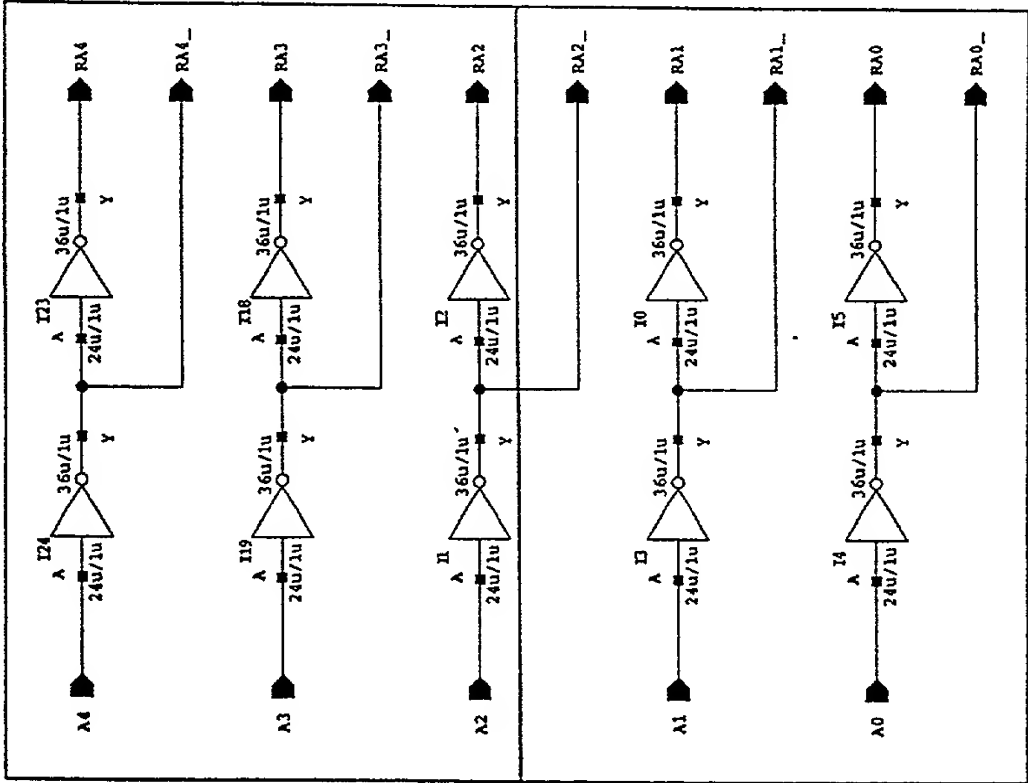 RA4
RA4_
RA3
RA3_
RA2
RA2_
RA1
RA1_
RA0
RA0_
36u/1u
Y
36u/1u
Y
36u/1u
Y
36u/1u
Y
36u/1u
Y
I23
A
24u/1u
I18
A
24u/1u
I2
A
24u/1u
I0
A
24u/1u
I5
A
24u/1u
36u/1u
Y
36u/1u
Y
36u/1u
Y
36u/1u
Y
36u/1u
Y
I24
A
24u/1u
I19
A
24u/1u
I1
A
24u/1u
I3
A
24u/1u
I4
A
24u/1u
A4
A3
A2
A1
A0